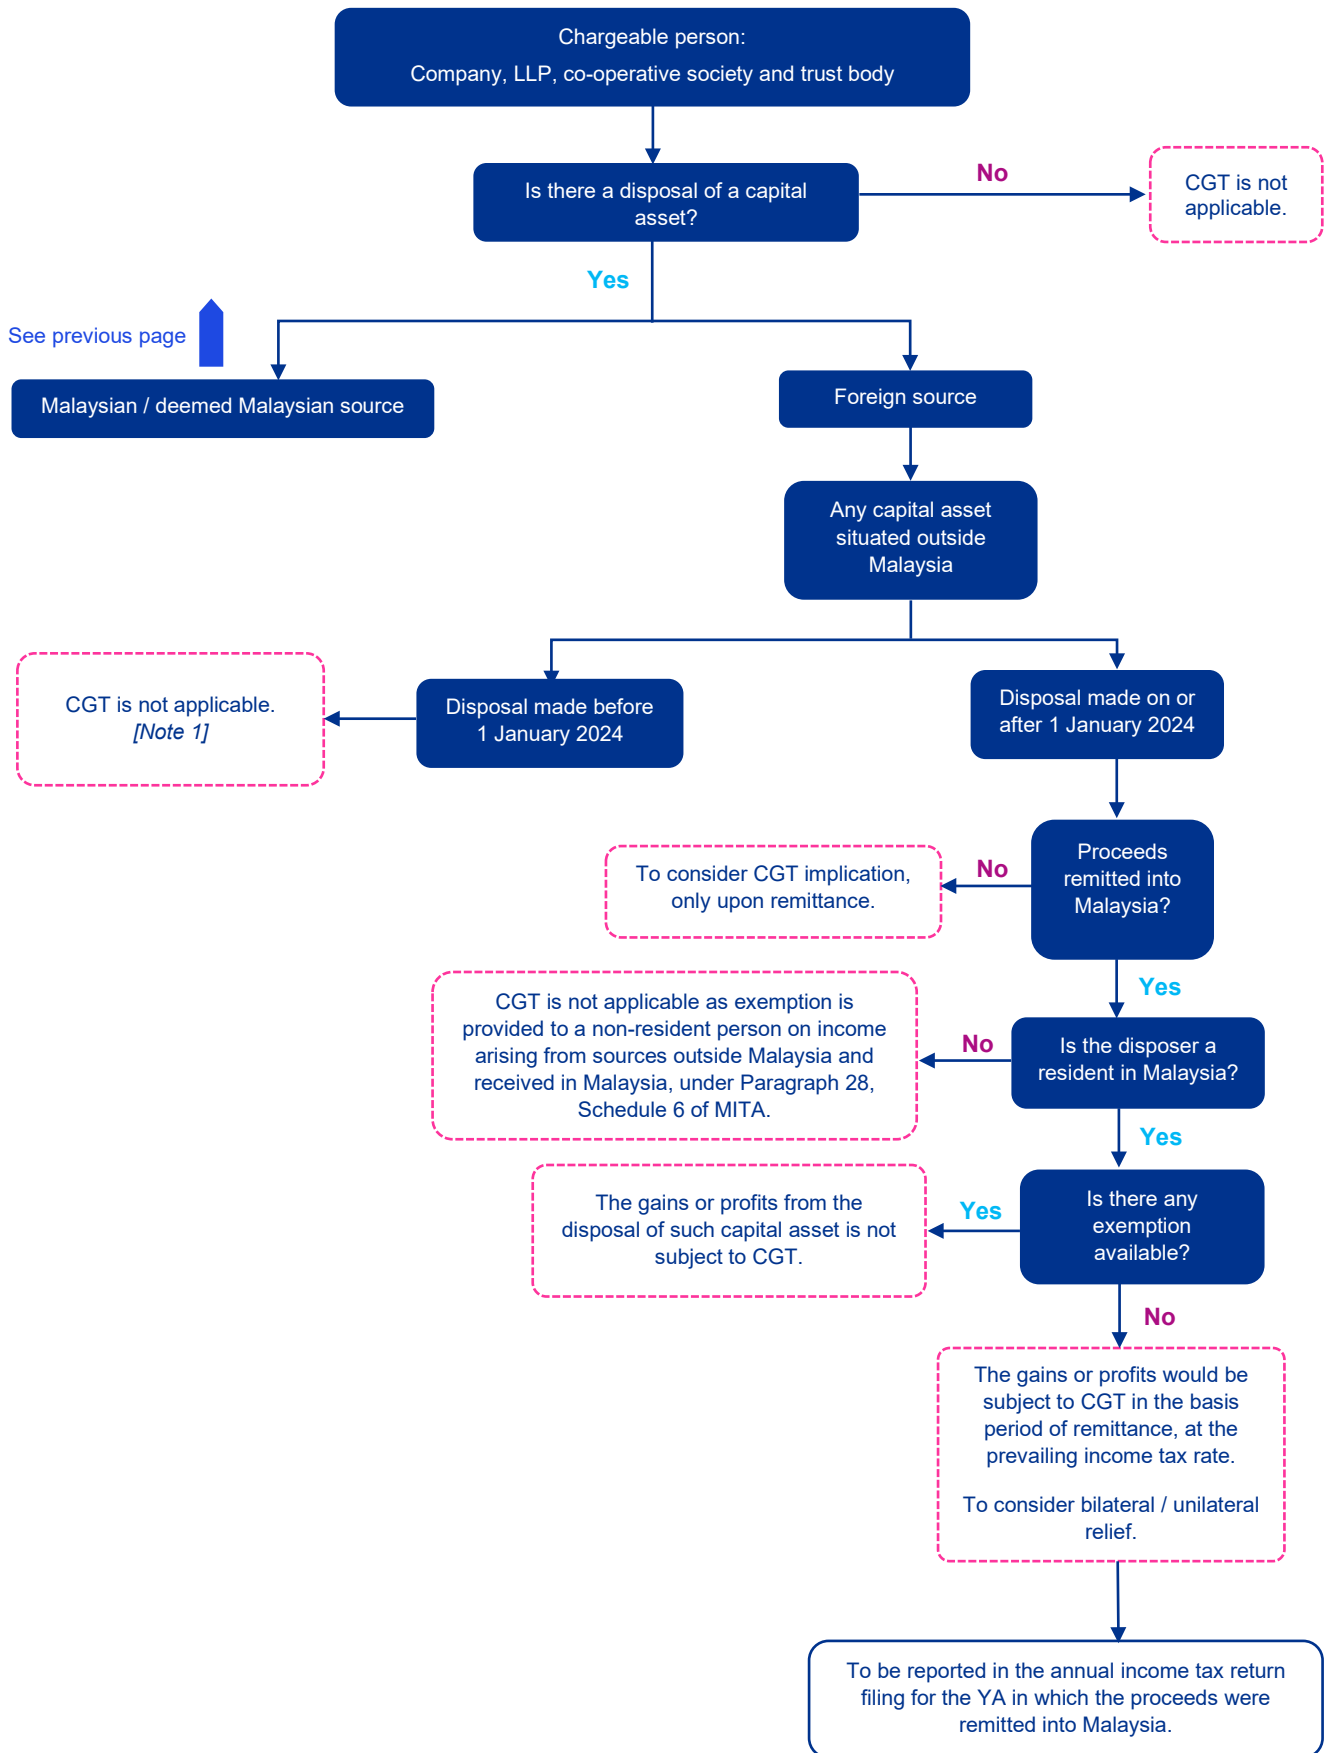 Chargeable person:
Company, LLP, co-operative society and trust body
Is there a disposal of a capital
asset?
No
CGT is not
applicable.
Yes
See previous page
Malaysian / deemed Malaysian source
Foreign source
Any capital asset
situated outside
Malaysia
CGT is not applicable.
[Note 1]
Disposal made before
1 January 2024
Disposal made on or
after 1 January 2024
Proceeds
remitted into
Malaysia?
No
To consider CGT implication,
only upon remittance.
Yes
CGT is not applicable as exemption is
provided to a non-resident person on income
arising from sources outside Malaysia and
received in Malaysia, under Paragraph 28,
Schedule 6 of MITA.
No
Is the disposer a
resident in Malaysia?
Yes
The gains or profits from the
disposal of such capital asset is not
subject to CGT.
Yes
Is there any
exemption
available?
No
The gains or profits would be
subject to CGT in the basis
period of remittance, at the
prevailing income tax rate.
To consider bilateral / unilateral
relief.
To be reported in the annual income tax return
filing for the YA in which the proceeds were
remitted into Malaysia.